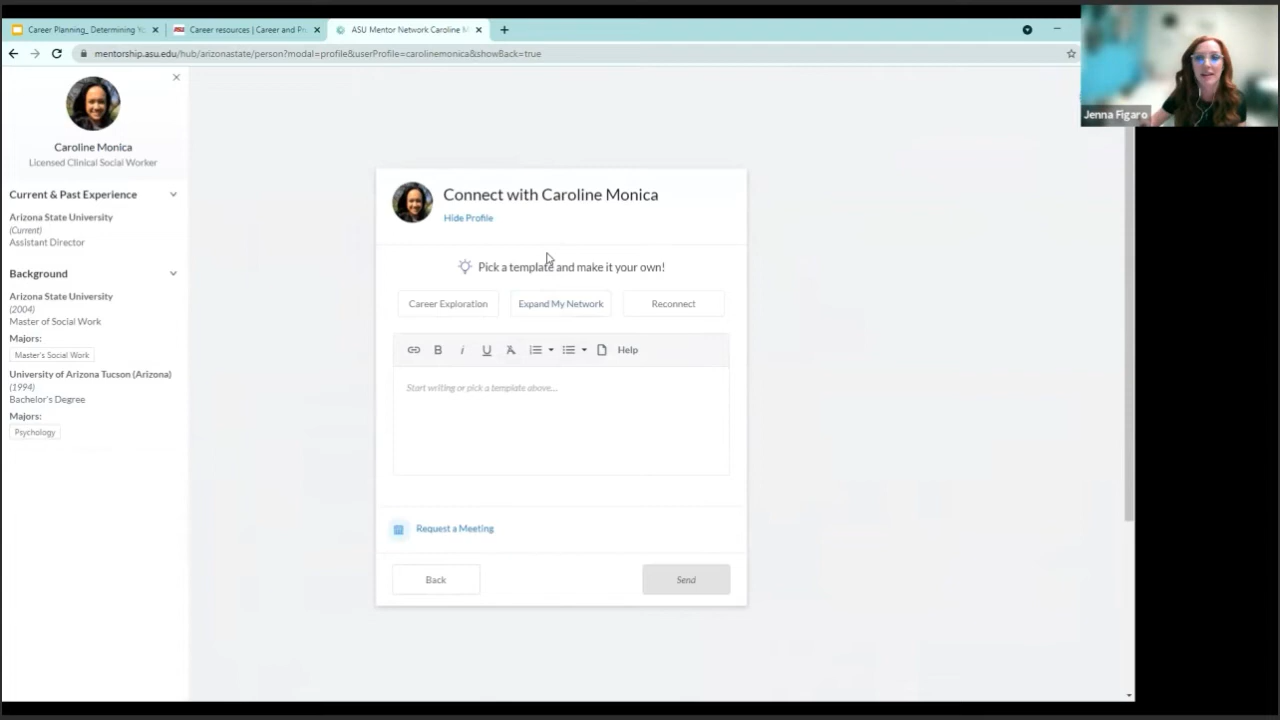 Career Planning_ Determining Yo
Career resources | Career and Pr
ASU Mentor Network Caroline M
mentorship.asu.edu/hub/arizonastate/person?modal=profile&userProfile=carolinemonica&showBack=true
Jenna Figaro
Caroline Monica
Licensed Clinical Social Worker
Current & Past Experience
Arizona State University
(Current)
Assistant Director
Background
Arizona State University
(2004)
Master of Social Work
Majors:
Master's Social Work
University of Arizona Tucson (Arizona)
(1994)
Bachelor's Degree
Majors:
Psychology
Connect with Caroline Monica
Hide Profile
Pick a template and make it your own!
Career Exploration
Expand My Network
Reconnect
B i U Help
Start writing or pick a template above...
Request a Meeting
Back
Send